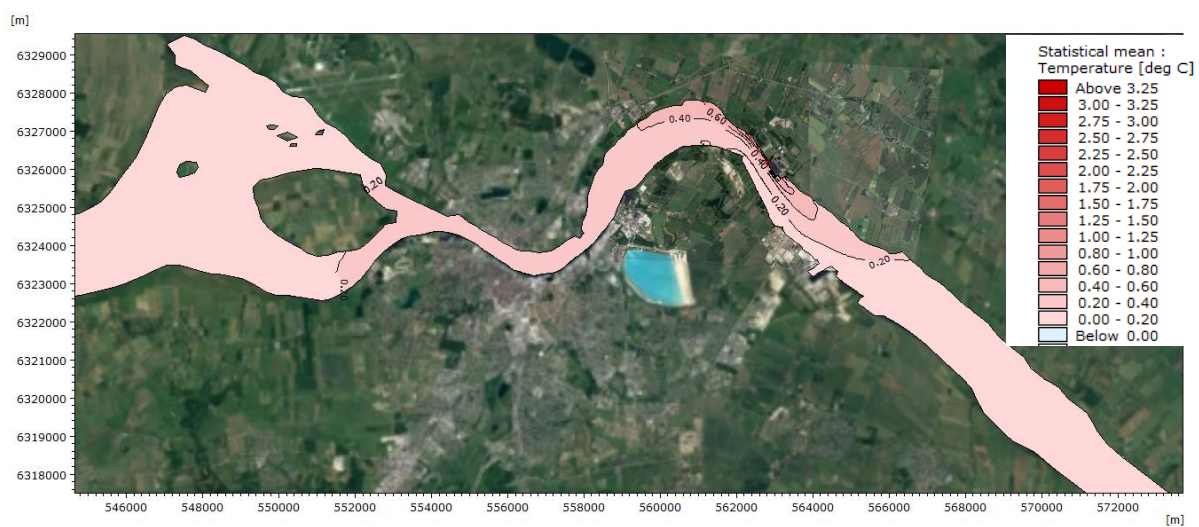 [m]
6329000
6328000
6327000
6326000
6325000
6324000
6323000
6322000
6321000
6320000
6319000
6318000
546000 548000 550000 552000 554000 556000 558000 560000 562000 564000 566000 568000 570000 572000
[m]
0.60
0.40
0.40
0.20
0.20
0.20
Statistical mean :
Temperature [deg C]
Above 3.25
3.00 - 3.25
2.75 - 3.00
2.50 - 2.75
2.25 - 2.50
2.00 - 2.25
1.75 - 2.00
1.50 - 1.75
1.25 - 1.50
1.00 - 1.25
0.80 - 1.00
0.60 - 0.80
0.40 - 0.60
0.20 - 0.40
0.00 - 0.20
Below 0.00